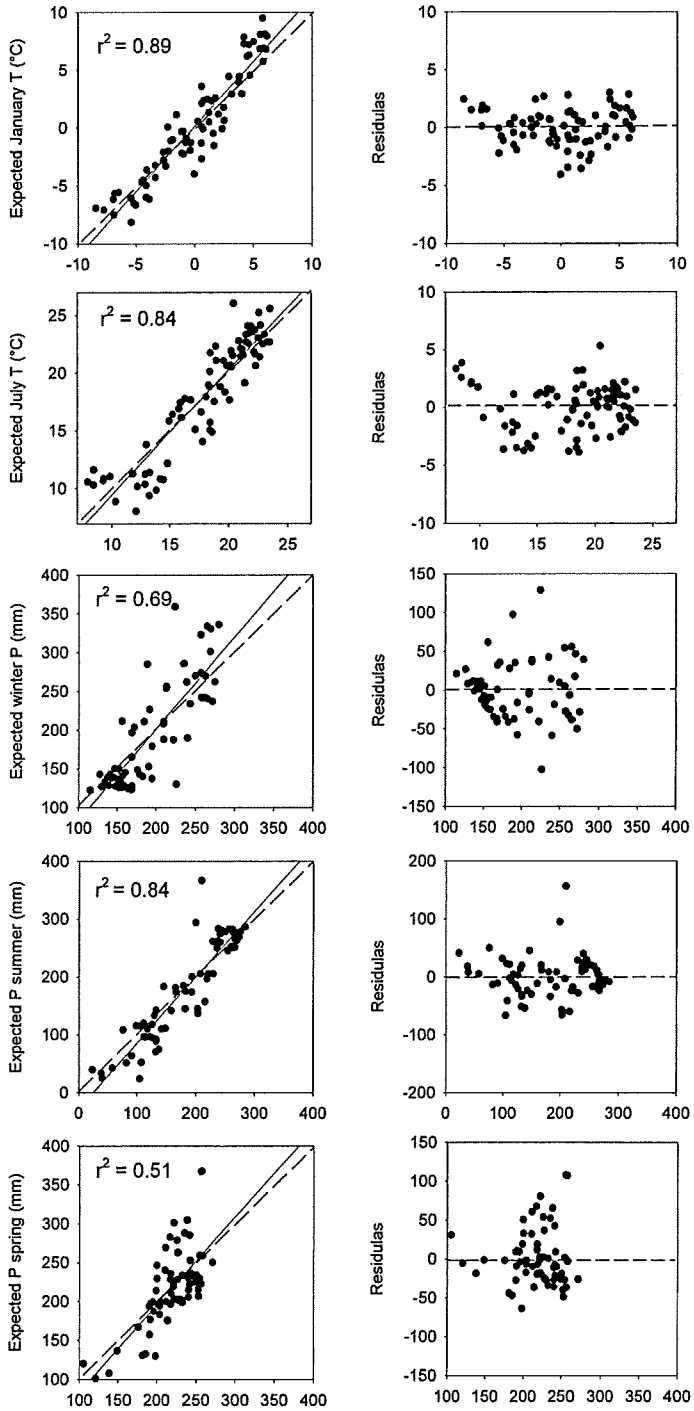 10
5
0
-5
-10
Expected January T (°C)
r² = 0.89
-10 -5 0 5 10
10
5
0
-5
-10
Residulas
-10 -5 0 5 10
25
20
15
10
Expected July T (°C)
r² = 0.84
10 15 20 25
10
5
0
-5
-10
Residulas
10 15 20 25
400
350
300
250
200
150
100
Expected winter P (mm)
r² = 0.69
100 150 200 250 300 350 400
150
100
50
0
-50
-100
-150
Residulas
100 150 200 250 300 350 400
400
300
200
100
0
Expected P summer (mm)
r² = 0.84
0 100 200 300 400
200
100
0
-100
-200
Residulas
0 100 200 300 400
400
350
300
250
200
150
100
Expected P spring (mm)
r² = 0.51
100 150 200 250 300 350 400
150
100
50
0
-50
-100
-150
Residulas
100 150 200 250 300 350 400